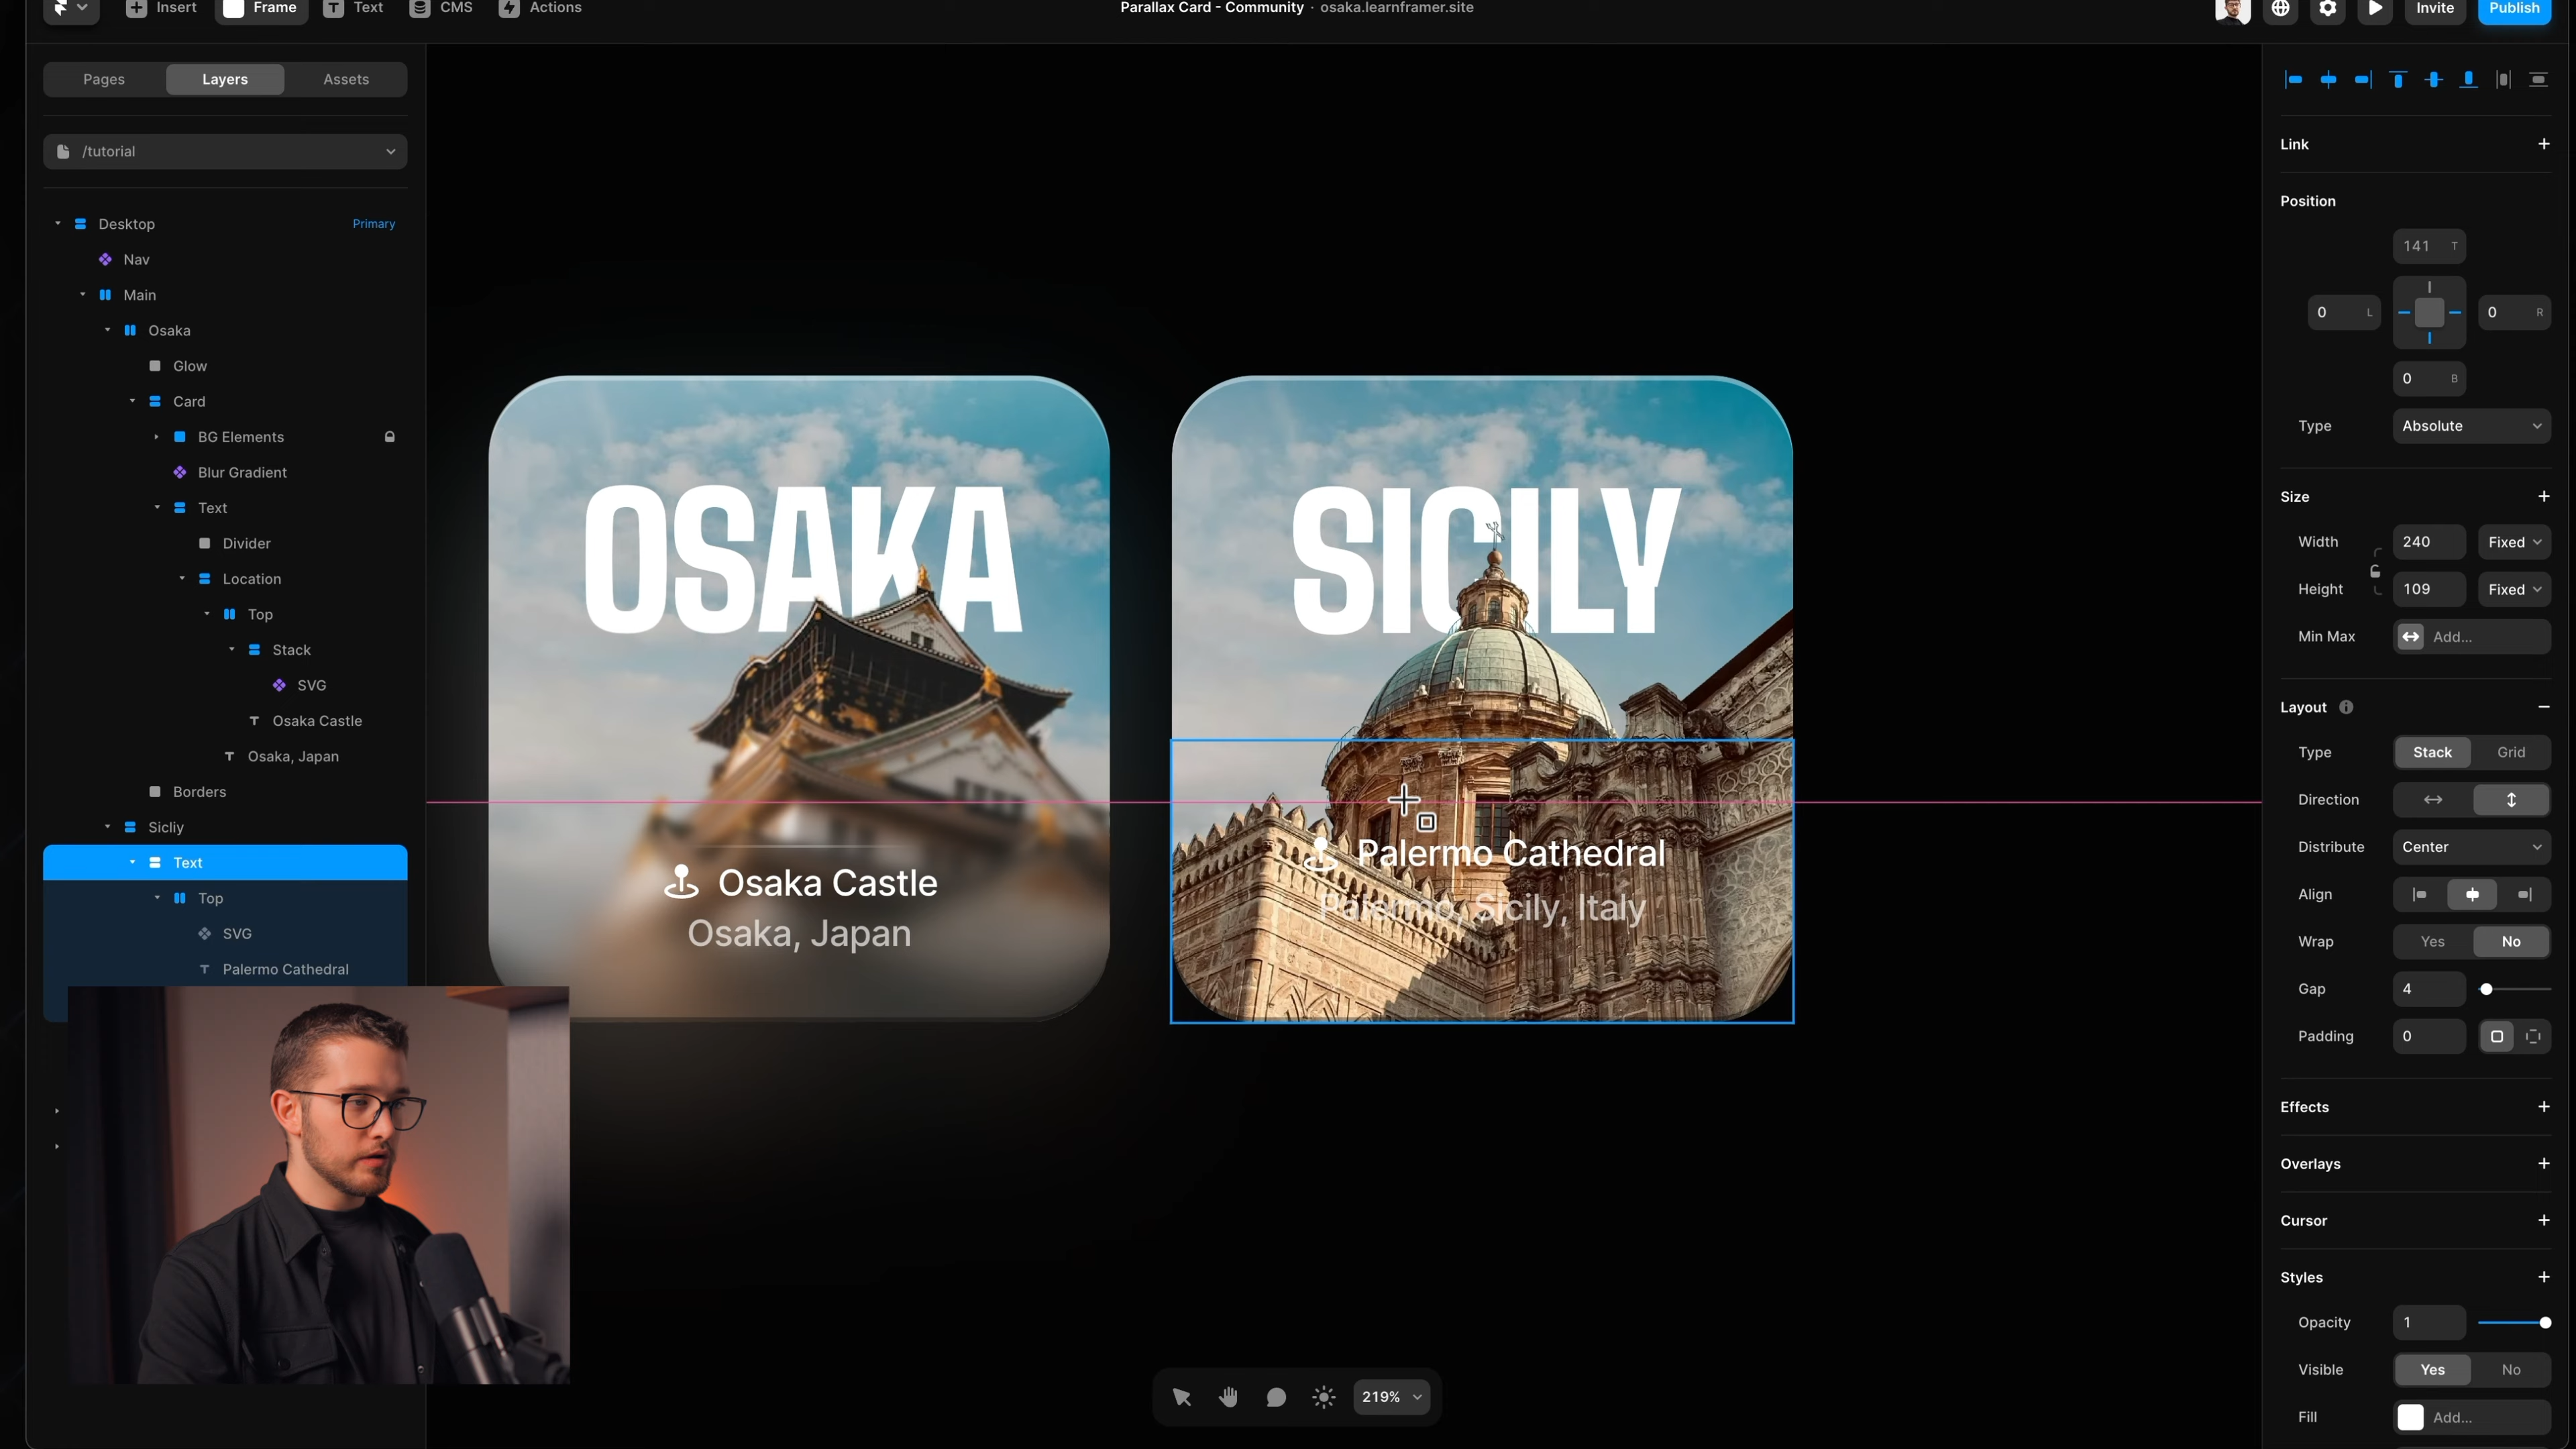 Insert Frame Text CMS Actions
Parallax Card - Community · osaka.learnframer.site
Invite Publish
Pages Layers Assets
/tutorial
Desktop Primary
Nav
Main
Osaka
Glow
Card
BG Elements
Blur Gradient
Text
Divider
Location
Top
Stack
SVG
Osaka Castle
Osaka, Japan
Borders
Sicliy
Text
Top
SVG
Palermo Cathedral
OSAKA
Osaka Castle
Osaka, Japan
SICILY
Palermo Cathedral
Palermo, Sicily, Italy
219%
Link
Position
141 T
0 L
0 R
0 B
Type Absolute
Size
Width 240 Fixed
Height 109 Fixed
Min Max Add...
Layout
Type Stack Grid
Direction
Distribute Center
Align
Wrap Yes No
Gap 4
Padding 0
Effects
Overlays
Cursor
Styles
Opacity 1
Visible Yes No
Fill Add...